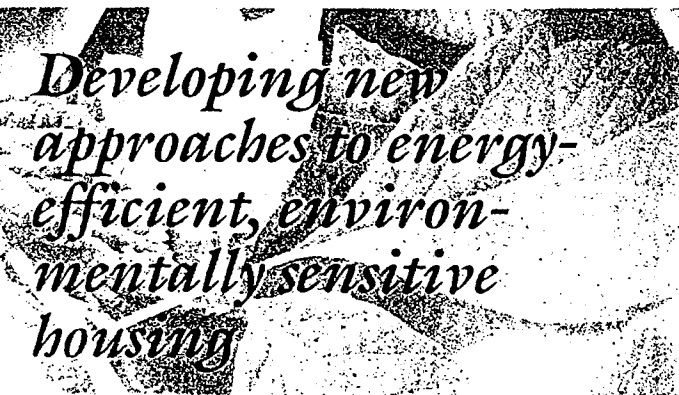 Developing new
approaches to energy-
efficient, environ-
mentally sensitive
housing